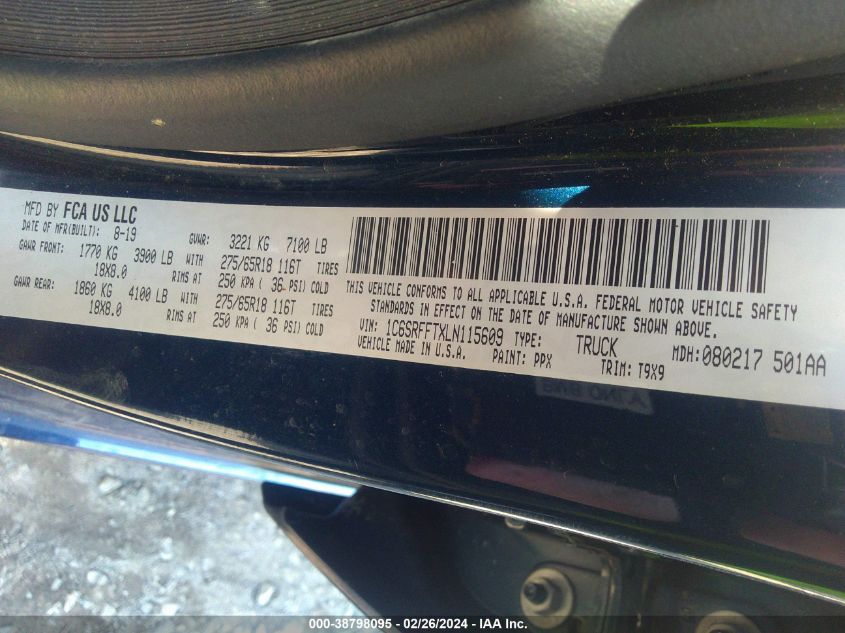 MFD BY FCA US LLC
DATE OF MFR(BUILT): 8-19 GVWR: 3221 KG 7100 LB
GAWR FRONT: 1770 KG 3900 LB WITH 275/65R18 116T TIRES
18X8.0 RIMS AT 250 KPA ( 36 PSI) COLD
GAWR REAR: 1860 KG 4100 LB WITH 275/65R18 116T TIRES
18X8.0 RIMS AT 250 KPA ( 36 PSI) COLD
THIS VEHICLE CONFORMS TO ALL APPLICABLE U.S.A. FEDERAL MOTOR VEHICLE SAFETY
STANDARDS IN EFFECT ON THE DATE OF MANUFACTURE SHOWN ABOVE.
VIN: 1C6SRFFTXLN115609 TYPE: TRUCK MDH: 080217 501AA
VEHICLE MADE IN U.S.A. PAINT: PPX TRIM: T9X9
000-38798095 / 02/26/2024 - IAA Inc.